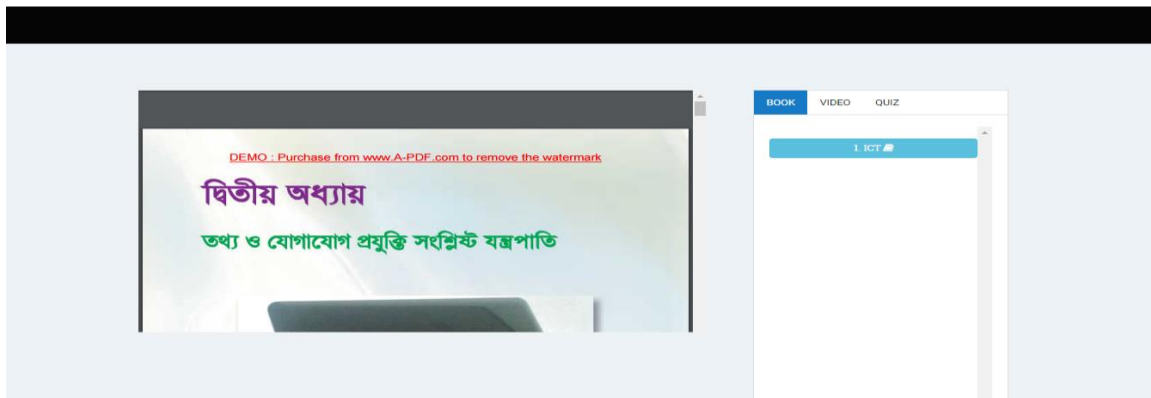 DEMO : Purchase from www.A-PDF.com to remove the watermark
দ্বিতীয় অধ্যায়
তথ্য ও যোগাযোগ প্রযুক্তি সংশ্লিষ্ট যন্ত্রপাতি
BOOK VIDEO QUIZ
1. ICT